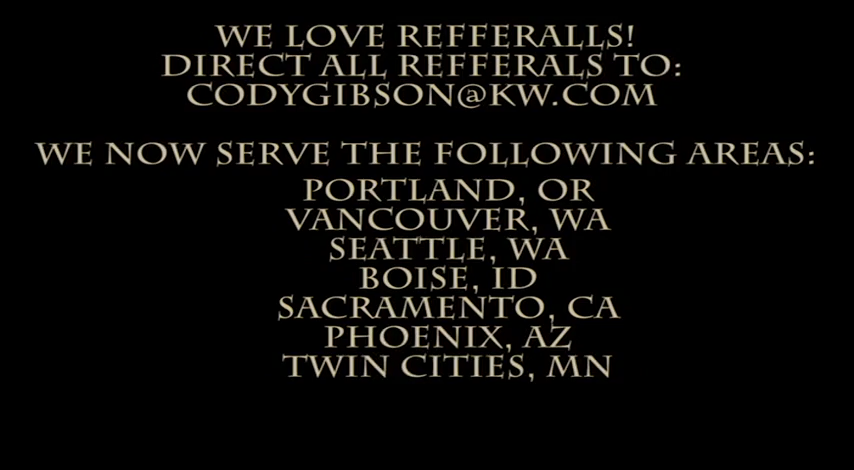 WE LOVE REFFERALLS!
DIRECT ALL REFFERALS TO:
CODYGIBSON@KW.COM
WE NOW SERVE THE FOLLOWING AREAS:
PORTLAND, OR
VANCOUVER, WA
SEATTLE, WA
BOISE, ID
SACRAMENTO, CA
PHOENIX, AZ
TWIN CITIES, MN